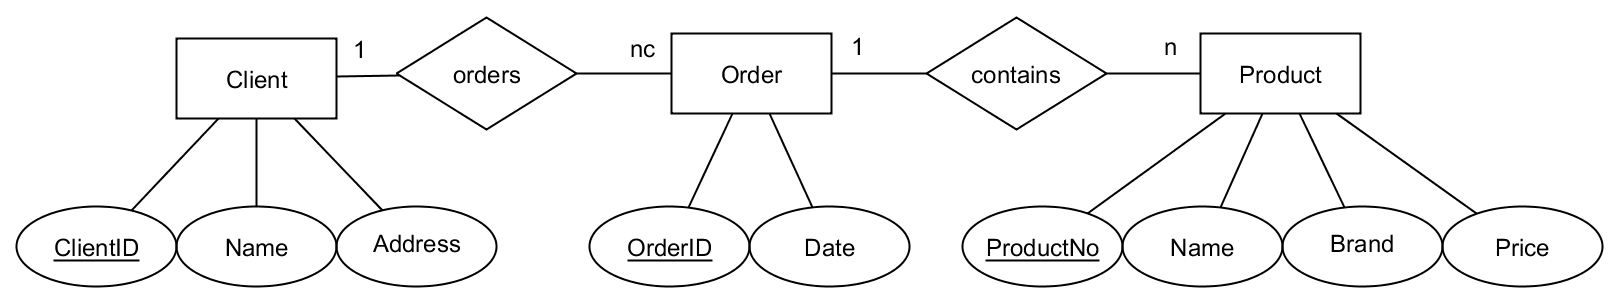 Client
1
orders
nc
Order
1
contains
n
Product
ClientID
Name
Address
OrderID
Date
ProductNo
Name
Brand
Price